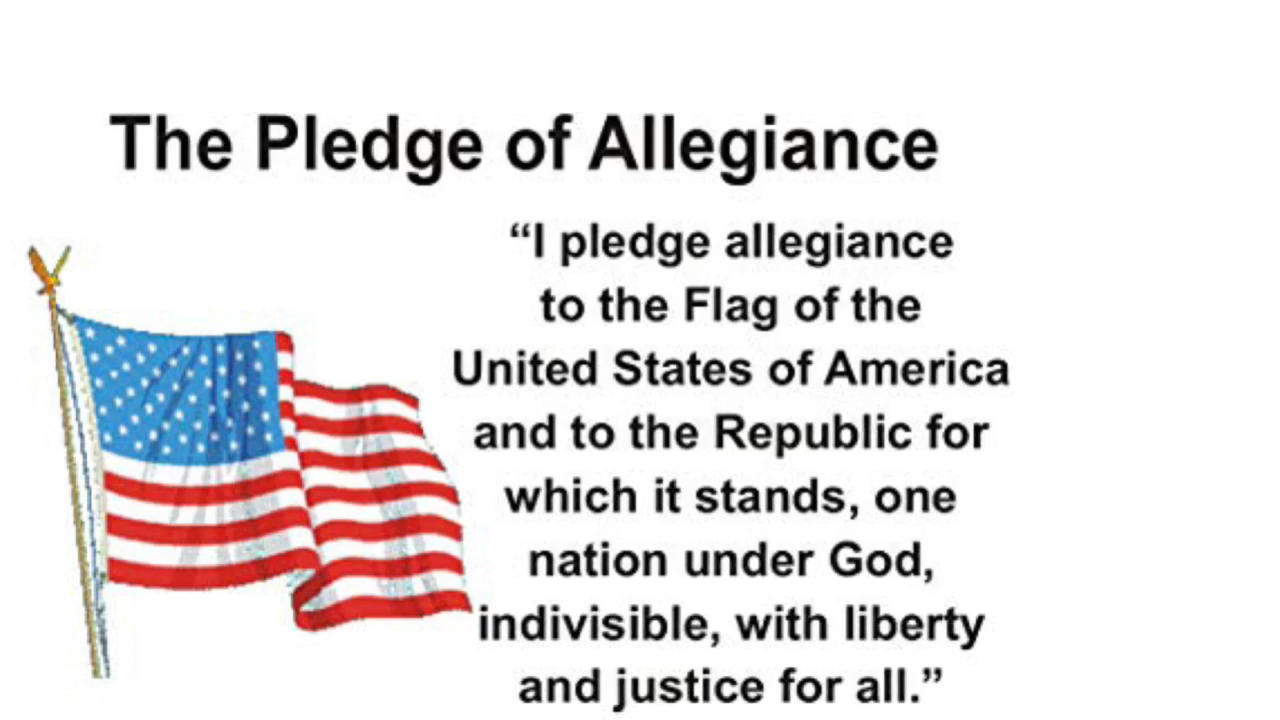 The Pledge of Allegiance
“I pledge allegiance
to the Flag of the
United States of America
and to the Republic for
which it stands, one
nation under God,
indivisible, with liberty
and justice for all.”